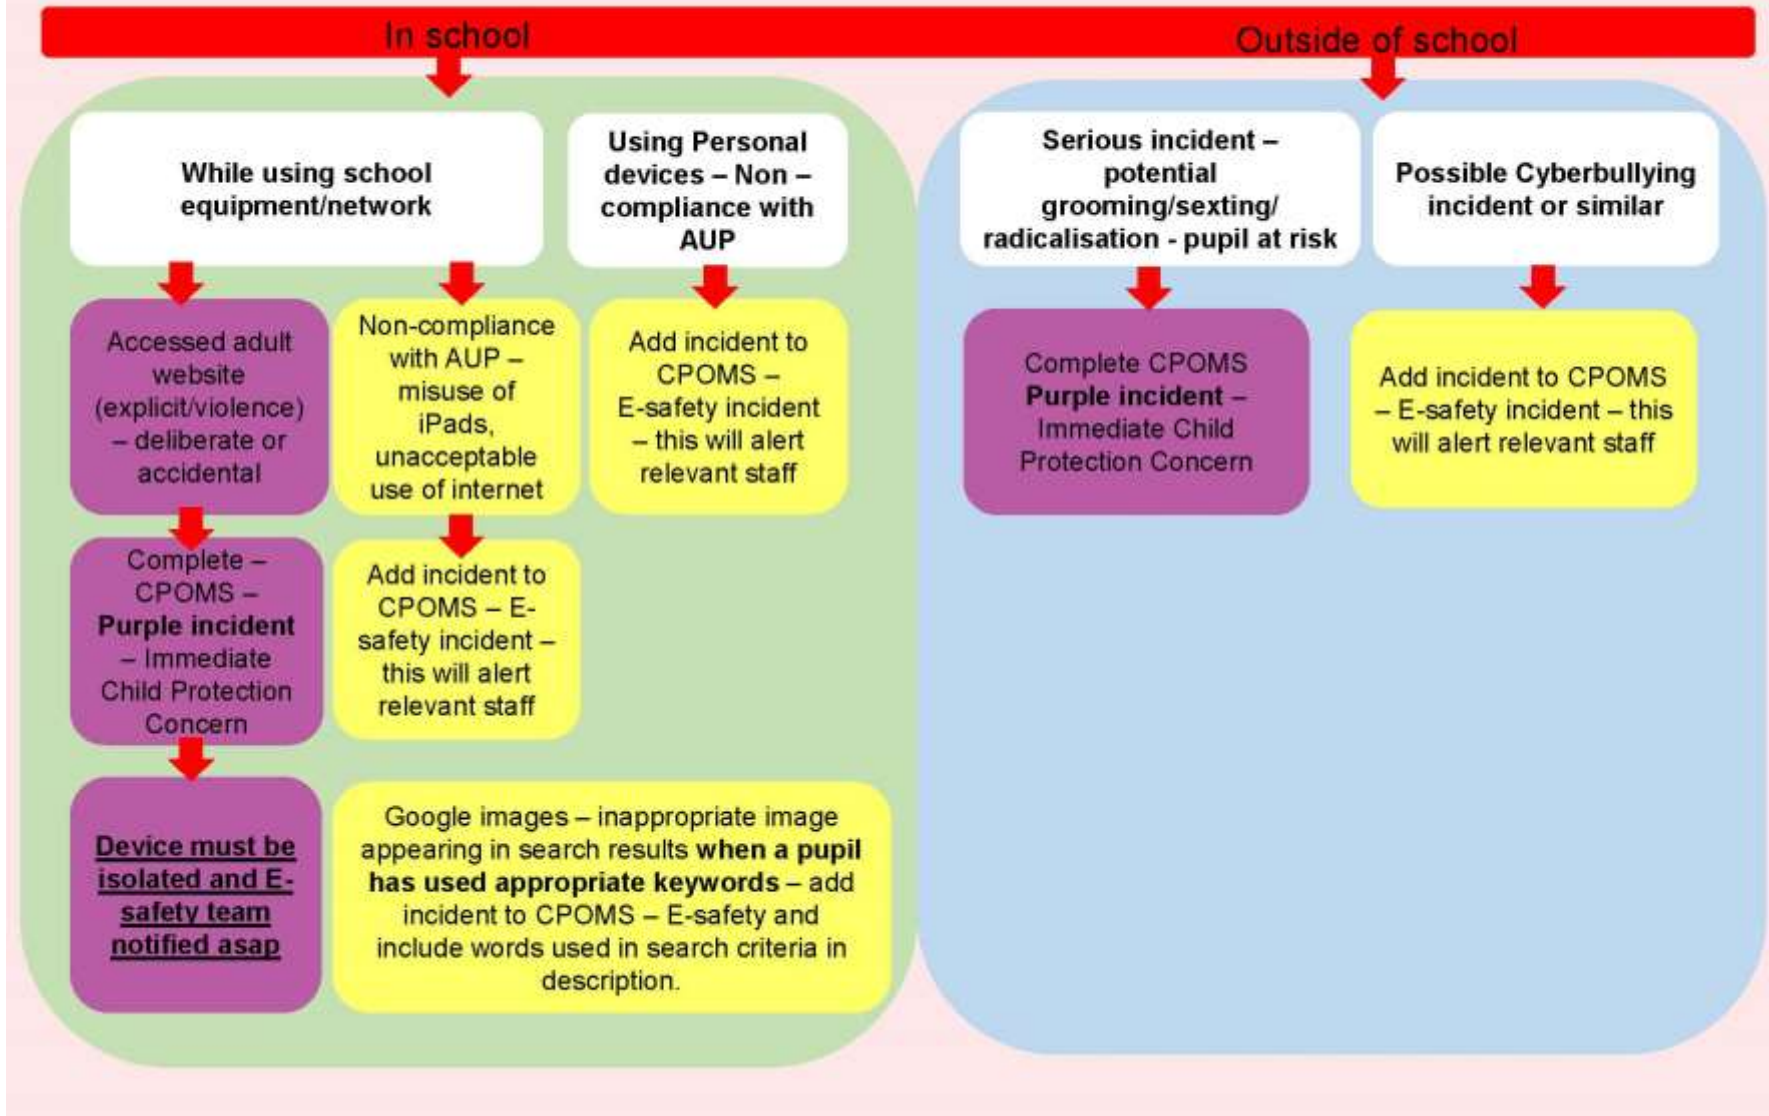 In school
Outside of school
While using school
equipment/network
Using Personal
devices – Non –
compliance with
AUP
Serious incident –
potential
grooming/sexting/
radicalisation - pupil at risk
Possible Cyberbullying
incident or similar
Accessed adult
website
(explicit/violence)
– deliberate or
accidental
Non-compliance
with AUP –
misuse of
iPads,
unacceptable
use of internet
Add incident to
CPOMS –
E-safety incident
– this will alert
relevant staff
Complete CPOMS
Purple incident –
Immediate Child
Protection Concern
Add incident to CPOMS
– E-safety incident – this
will alert relevant staff
Complete –
CPOMS –
Purple incident
– Immediate
Child Protection
Concern
Add incident to
CPOMS – E-
safety incident –
this will alert
relevant staff
Device must be
isolated and E-
safety team
notified asap
Google images – inappropriate image
appearing in search results when a pupil
has used appropriate keywords – add
incident to CPOMS – E-safety and
include words used in search criteria in
description.